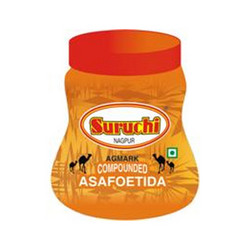 Suruchi
NAGPUR
AGMARK
COMPOUNDED
ASAFOETIDA